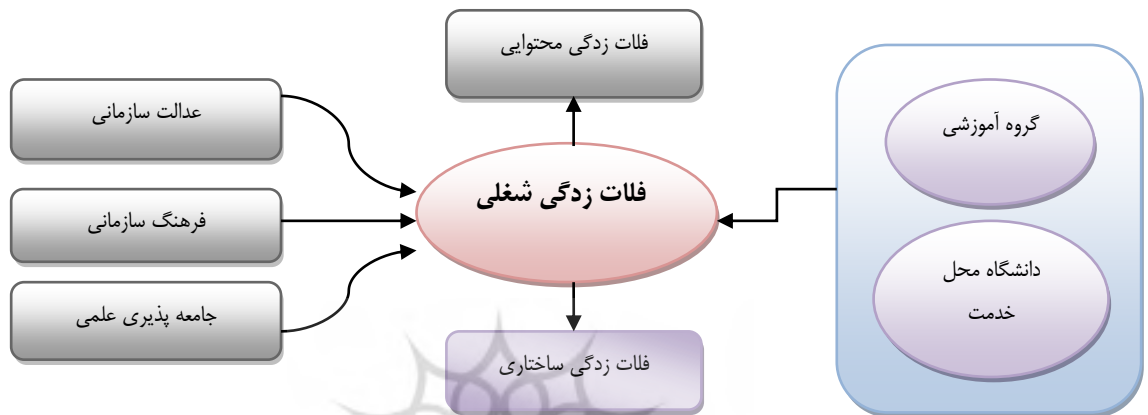 فلات زدگی محتوایی
گروه آموزشی
عدالت سازمانی
فلات زدگی شغلی
فرهنگ سازمانی
دانشگاه محل
خدمت
جامعه پذیری علمی
فلات زدگی ساختاری